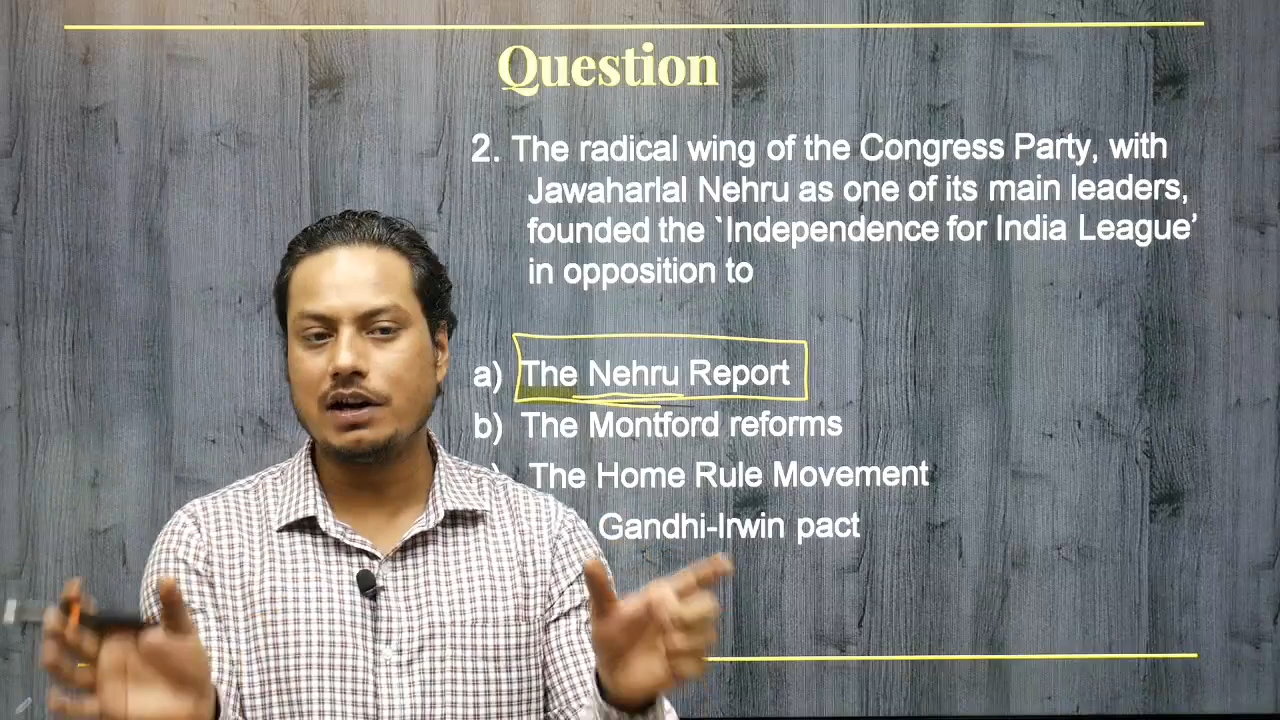 Question
2. The radical wing of the Congress Party, with
Jawaharlal Nehru as one of its main leaders,
founded the `Independence for India League'
in opposition to
a) The Nehru Report
b) The Montford reforms
) The Home Rule Movement
Gandhi-Irwin pact